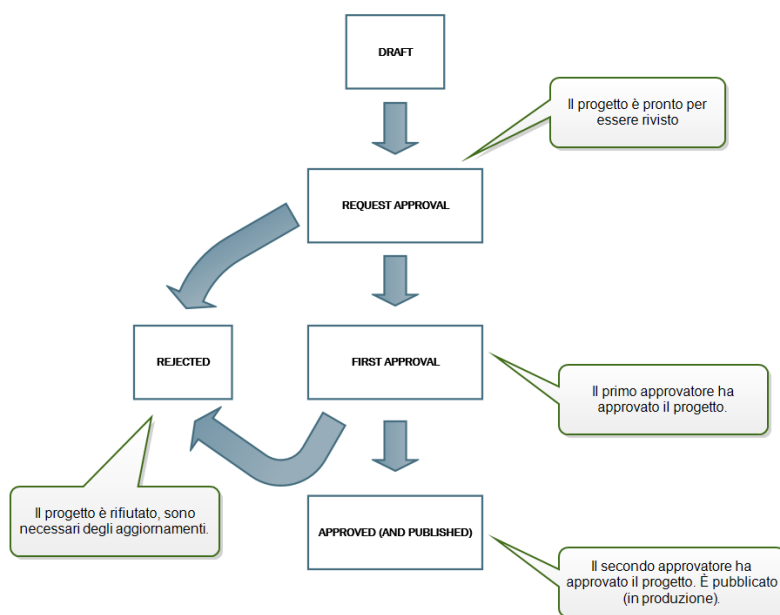 DRAFT
Il progetto è pronto per
essere rivisto
REQUEST APPROVAL
REJECTED
FIRST APPROVAL
Il primo approvatore ha
approvato il progetto.
Il progetto è rifiutato, sono
necessari degli aggiornamenti.
APPROVED (AND PUBLISHED)
Il secondo approvatore ha
approvato il progetto. È pubblicato
(in produzione).